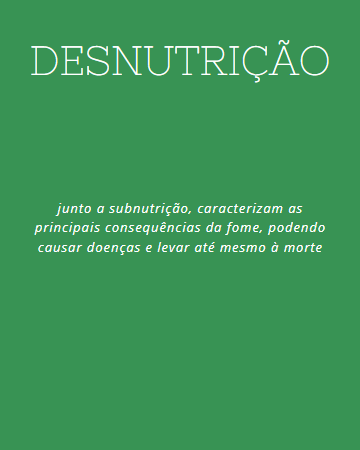 DESNUTRIÇÃO
junto a subnutrição, caracterizam as
principais consequências da fome, podendo
causar doenças e levar até mesmo à morte